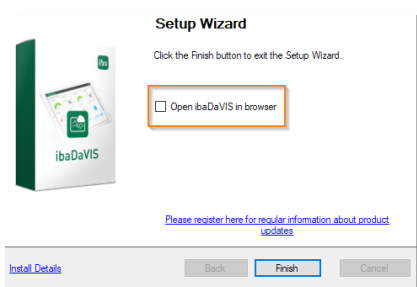 Setup Wizard
Click the Finish button to exit the Setup Wizard.
iba
Open ibaDaVIS in browser
ibaDaVIS
Please register here for regular information about product
updates
Install Details
Back
Finish
Cancel